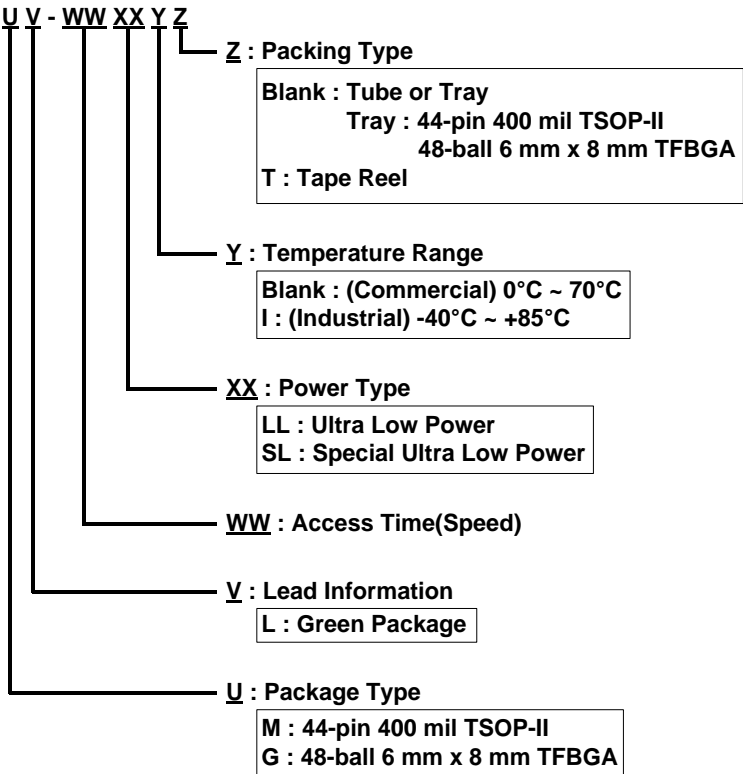 U V - WW XX Y Z
Z : Packing Type
Blank : Tube or Tray
Tray : 44-pin 400 mil TSOP-II
48-ball 6 mm x 8 mm TFBGA
T : Tape Reel
Y : Temperature Range
Blank : (Commercial) 0°C ~ 70°C
I : (Industrial) -40°C ~ +85°C
XX : Power Type
LL : Ultra Low Power
SL : Special Ultra Low Power
WW : Access Time(Speed)
V : Lead Information
L : Green Package
U : Package Type
M : 44-pin 400 mil TSOP-II
G : 48-ball 6 mm x 8 mm TFBGA